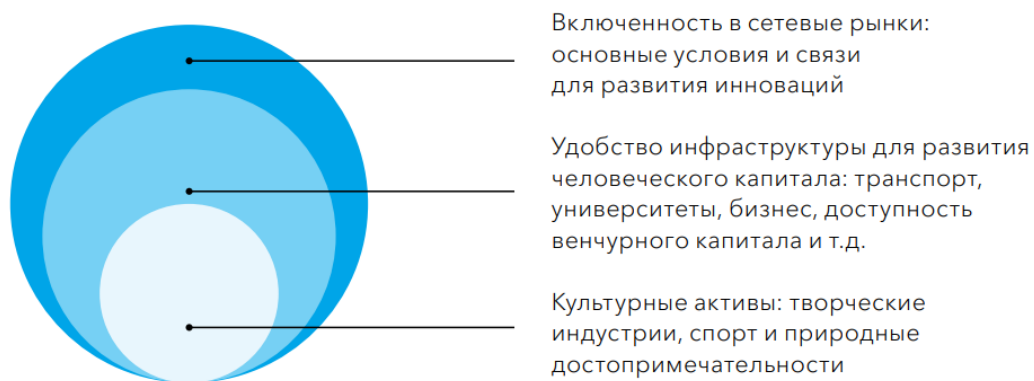 Включенность в сетевые рынки:
основные условия и связи
для развития инноваций
Удобство инфраструктуры для развития
человеческого капитала: транспорт,
университеты, бизнес, доступность
венчурного капитала и т.д.
Культурные активы: творческие
индустрии, спорт и природные
достопримечательности